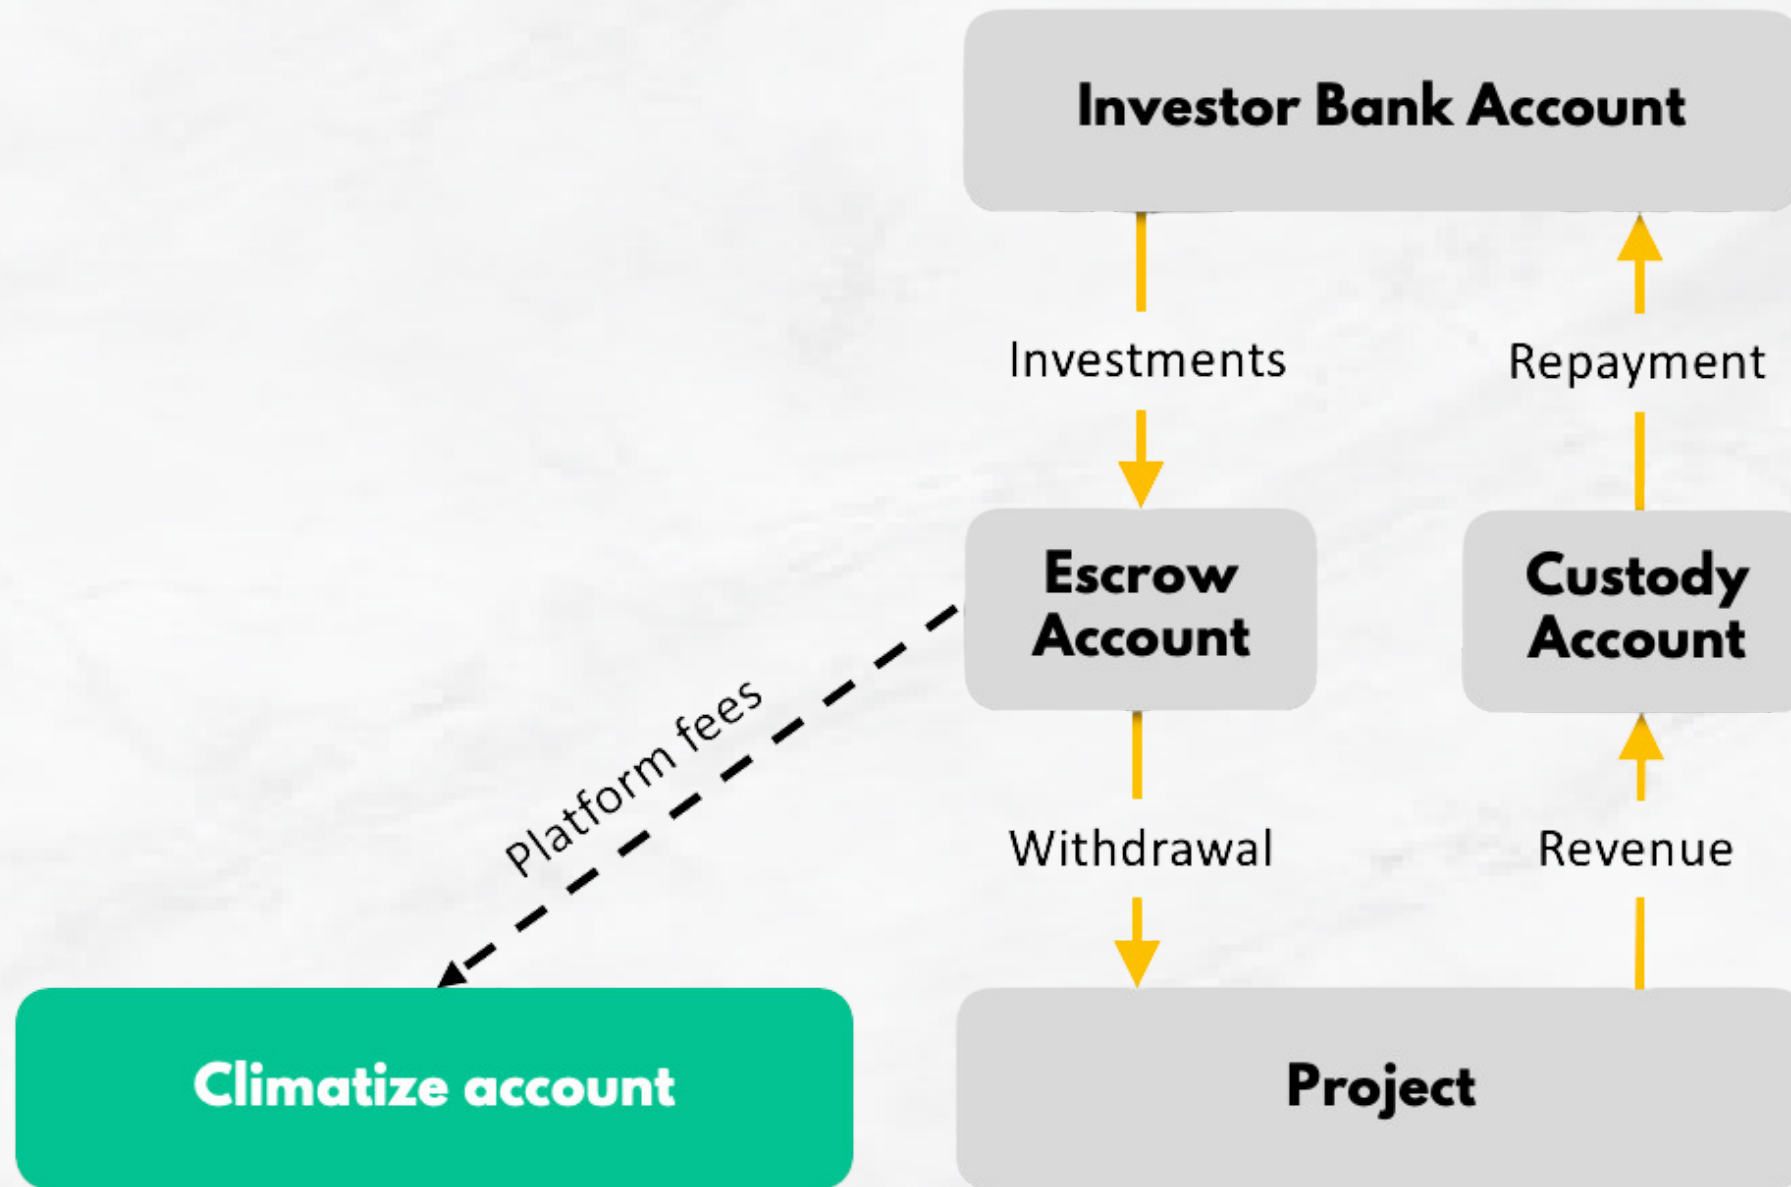 Investor Bank Account
Investments
Repayment
Escrow
Account
Custody
Account
Platform fees
Withdrawal
Revenue
Climatize account
Project